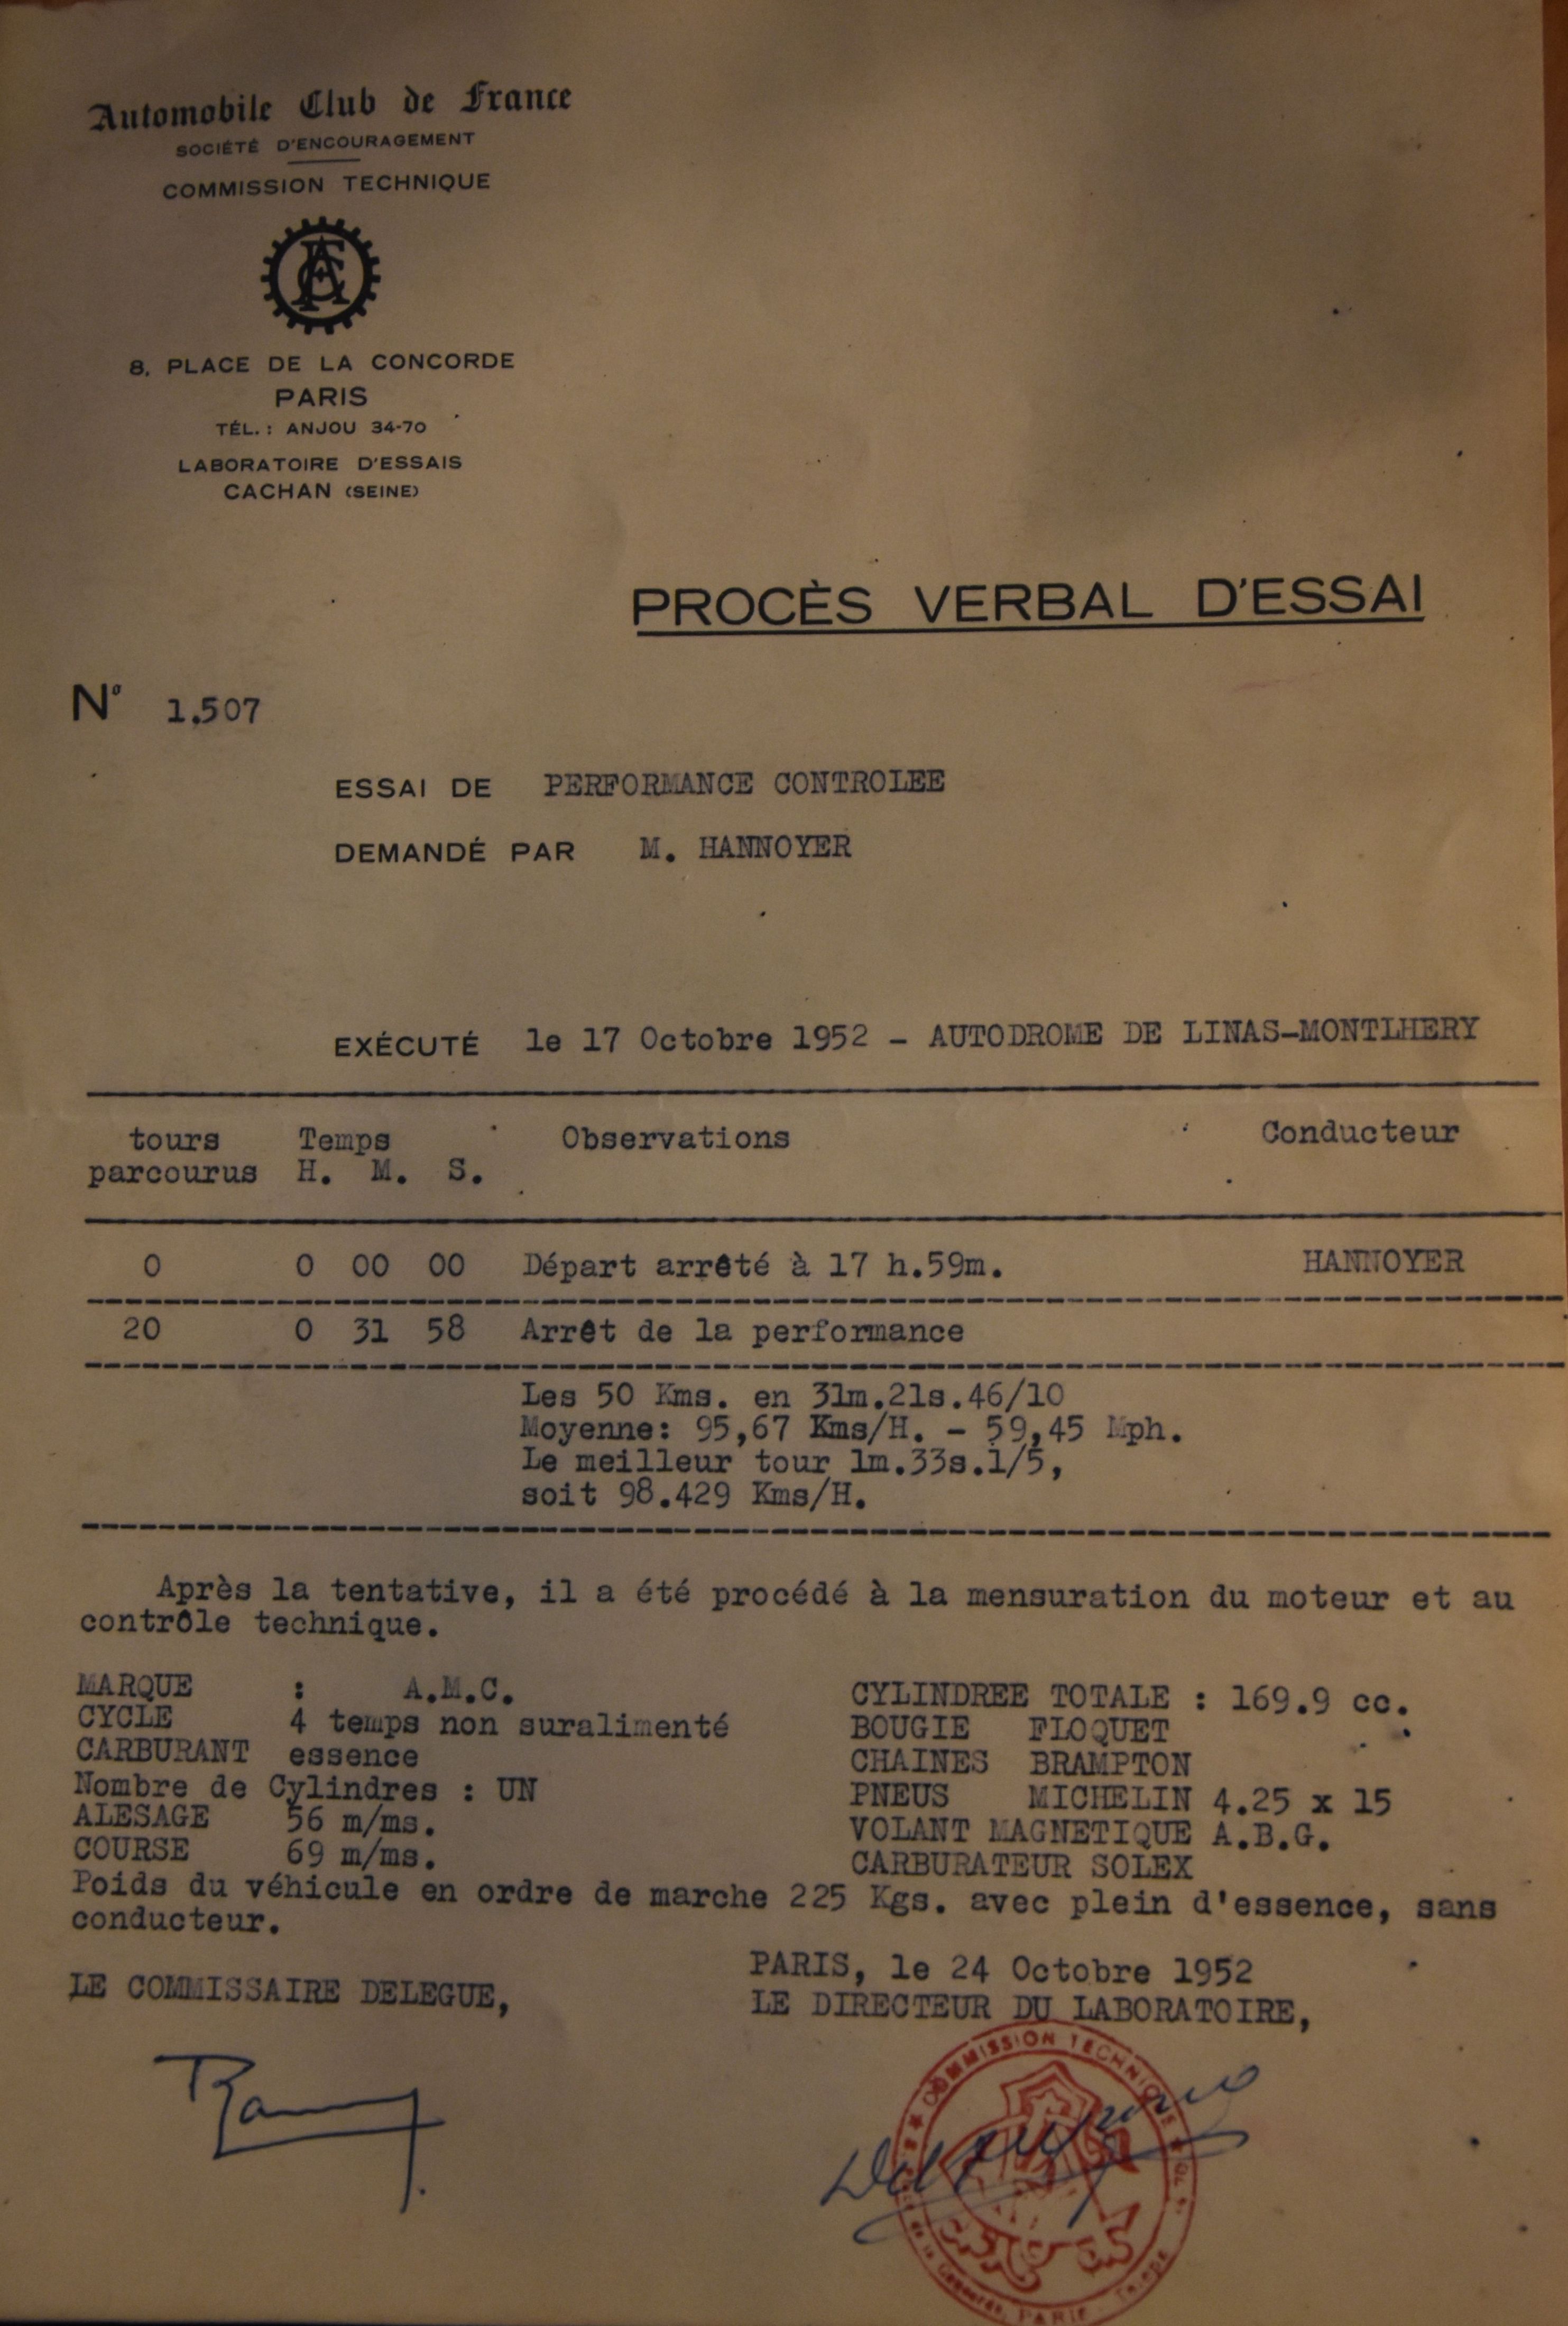 Automobile Club de France
SOCIÉTÉ D'ENCOURAGEMENT
COMMISSION TECHNIQUE
ACF
8, PLACE DE LA CONCORDE
PARIS
TÉL. : ANJOU 34-70
LABORATOIRE D'ESSAIS
CACHAN (SEINE)
PROCÈS VERBAL D'ESSAI
N° 1.507
ESSAI DE PERFORMANCE CONTROLEE
DEMANDÉ PAR M. HANNOYER
EXÉCUTÉ le 17 Octobre 1952 - AUTODROME DE LINAS-MONTLHERY
tours Temps Observations Conducteur
parcourus H. M. S.
0 0 00 00 Départ arrêté à 17 h.59m. HANNOYER
20 0 31 58 Arrêt de la performance
Les 50 Kms. en 31m.21s.46/10
Moyenne: 95,67 Kms/H. - 59,45 Mph.
Le meilleur tour 1m.33s.1/5,
soit 98.429 Kms/H.
Après la tentative, il a été procédé à la mensuration du moteur et au
contrôle technique.
MARQUE : A.M.C. CYLINDREE TOTALE : 169.9 cc.
CYCLE 4 temps non suralimenté BOUGIE FLOQUET
CARBURANT essence CHAINES BRAMPTON
Nombre de Cylindres : UN PNEUS MICHELIN 4.25 x 15
ALESAGE 56 m/ms. VOLANT MAGNETIQUE A.B.G.
COURSE 69 m/ms. CARBURATEUR SOLEX
Poids du véhicule en ordre de marche 225 Kgs. avec plein d'essence, sans
conducteur.
PARIS, le 24 Octobre 1952
LE COMMISSAIRE DELEGUE, LE DIRECTEUR DU LABORATOIRE,
COMMISSION TECHNIQUE
de la Concorde, PARIS